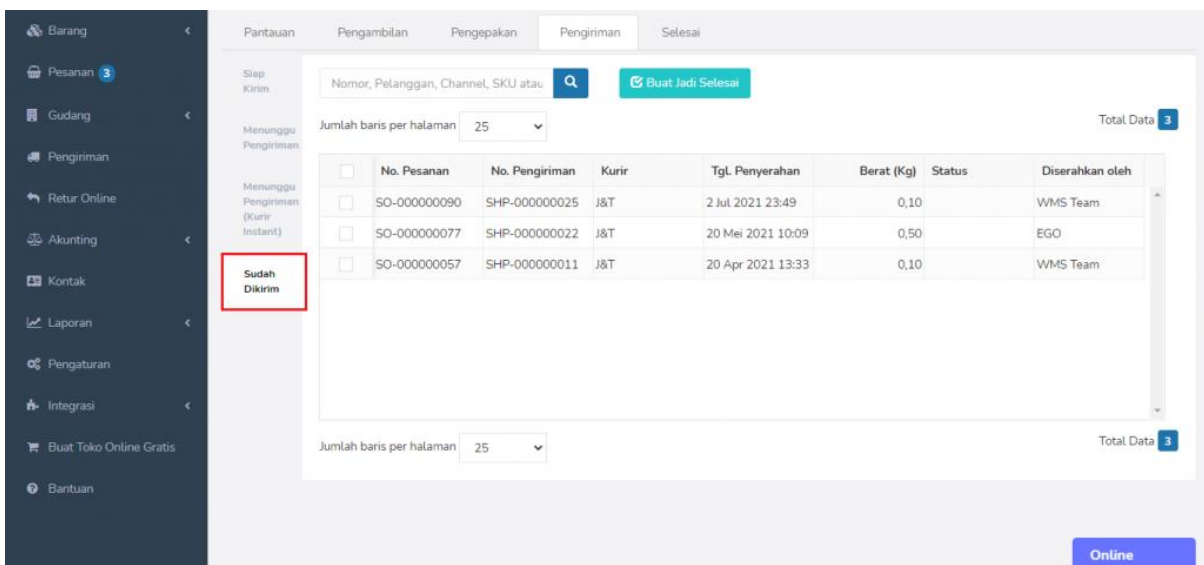 Barang
Pesanan 3
Gudang
Pengiriman
Retur Online
Akunting
Kontak
Laporan
Pengaturan
Integrasi
Buat Toko Online Gratis
Bantuan
Pantauan Pengambilan Pengepakan Pengiriman Selesai
Siap
Kirim
Menunggu
Pengiriman
Menunggu
Pengiriman
(Kurir
Instant)
Sudah
Dikirim
Nomor, Pelanggan, Channel, SKU atau
Buat Jadi Selesai
Jumlah baris per halaman 25
Total Data 3
No. Pesanan No. Pengiriman Kurir Tgl. Penyerahan Berat (Kg) Status Diserahkan oleh
SO-000000090 SHP-000000025 J&T 2 Jul 2021 23:49 0,10 WMS Team
SO-000000077 SHP-000000022 J&T 20 Mei 2021 10:09 0,50 EGO
SO-000000057 SHP-000000011 J&T 20 Apr 2021 13:33 0,10 WMS Team
Jumlah baris per halaman 25
Total Data 3
Online